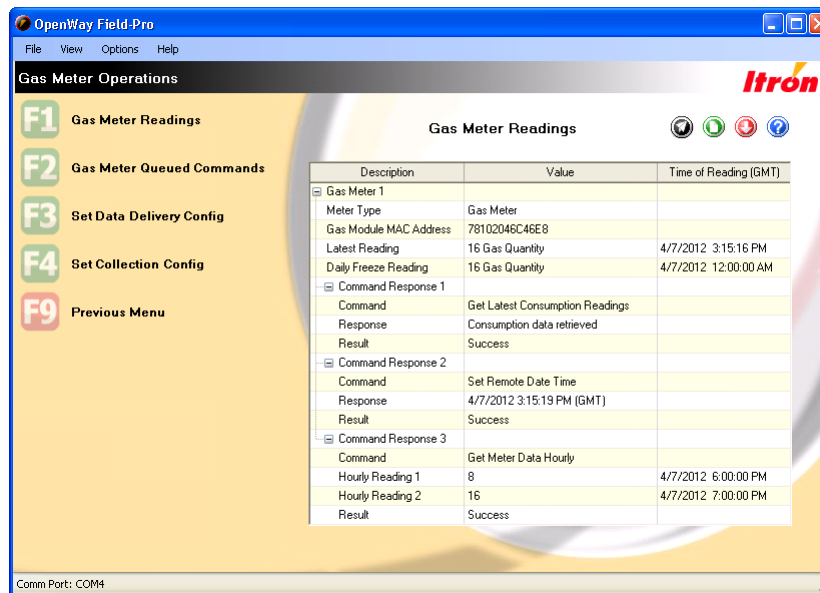 OpenWay Field-Pro
File View Options Help
Gas Meter Operations
Itrón
F1 Gas Meter Readings
F2 Gas Meter Queued Commands
F3 Set Data Delivery Config
F4 Set Collection Config
F9 Previous Menu
Gas Meter Readings
Description Value Time of Reading (GMT)
Gas Meter 1
Meter Type Gas Meter
Gas Module MAC Address 78102046C46E8
Latest Reading 16 Gas Quantity 4/7/2012 3:15:16 PM
Daily Freeze Reading 16 Gas Quantity 4/7/2012 12:00:00 AM
Command Response 1
Command Get Latest Consumption Readings
Response Consumption data retrieved
Result Success
Command Response 2
Command Set Remote Date Time
Response 4/7/2012 3:15:19 PM (GMT)
Result Success
Command Response 3
Command Get Meter Data Hourly
Hourly Reading 1 8 4/7/2012 6:00:00 PM
Hourly Reading 2 16 4/7/2012 7:00:00 PM
Result Success
Comm Port: COM4